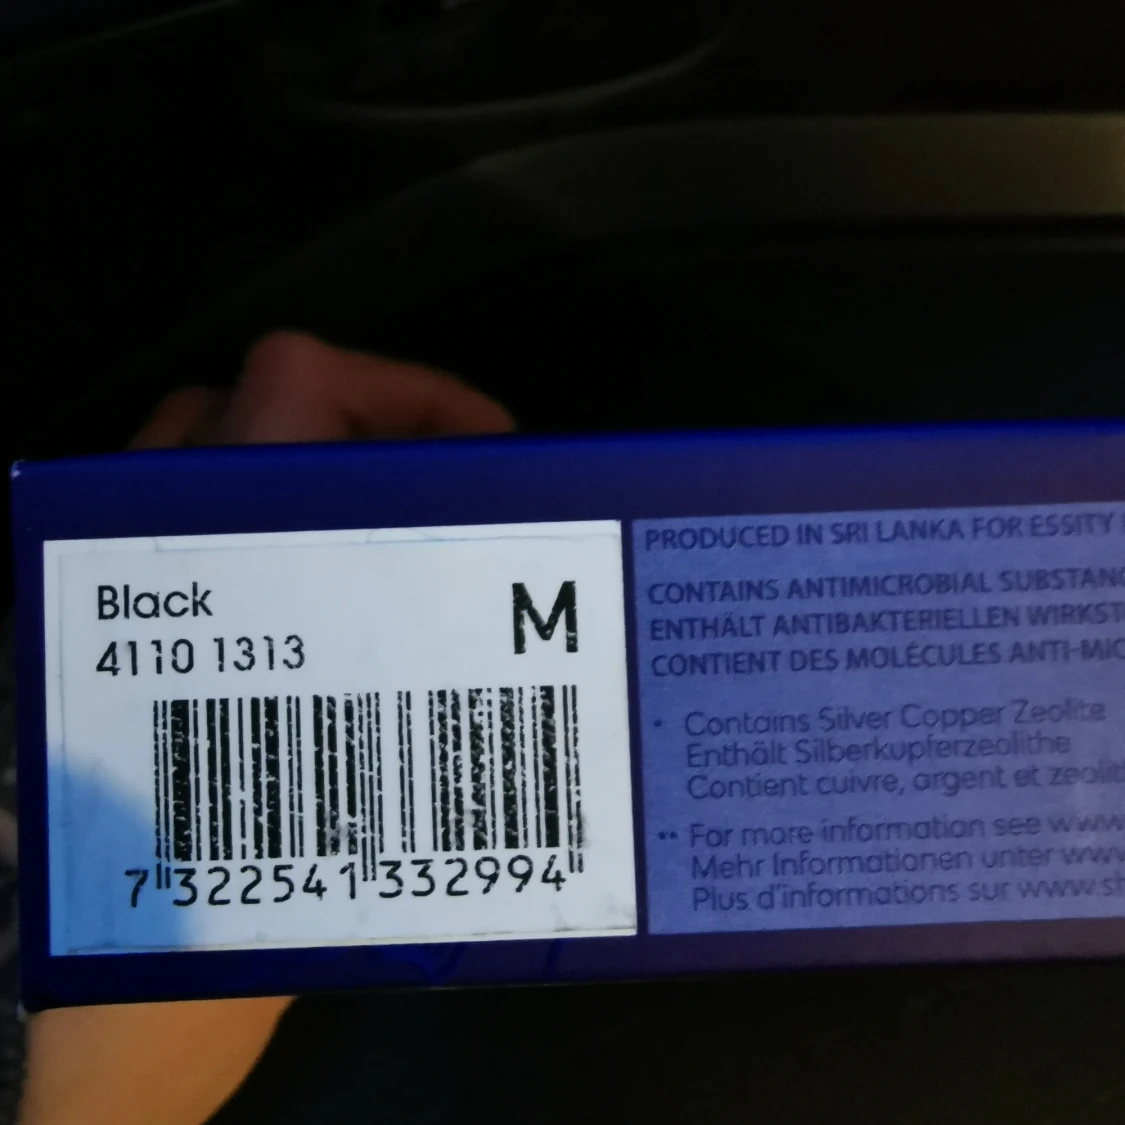 Black
M
4110 1313
7 322541 332994
PRODUCED IN SRI LANKA FOR ESSITY
CONTAINS ANTIMICROBIAL
ENTHÄLT ANTIBAKTERIELLEN
CONTIENT DES MOLÉCULES
• Contains Silver Copper Zeolite
Enthält Silberkupferzeolithe
Contient cuivre, argent et
•• For more information see
Mehr Informationen unter
Plus d'informations sur